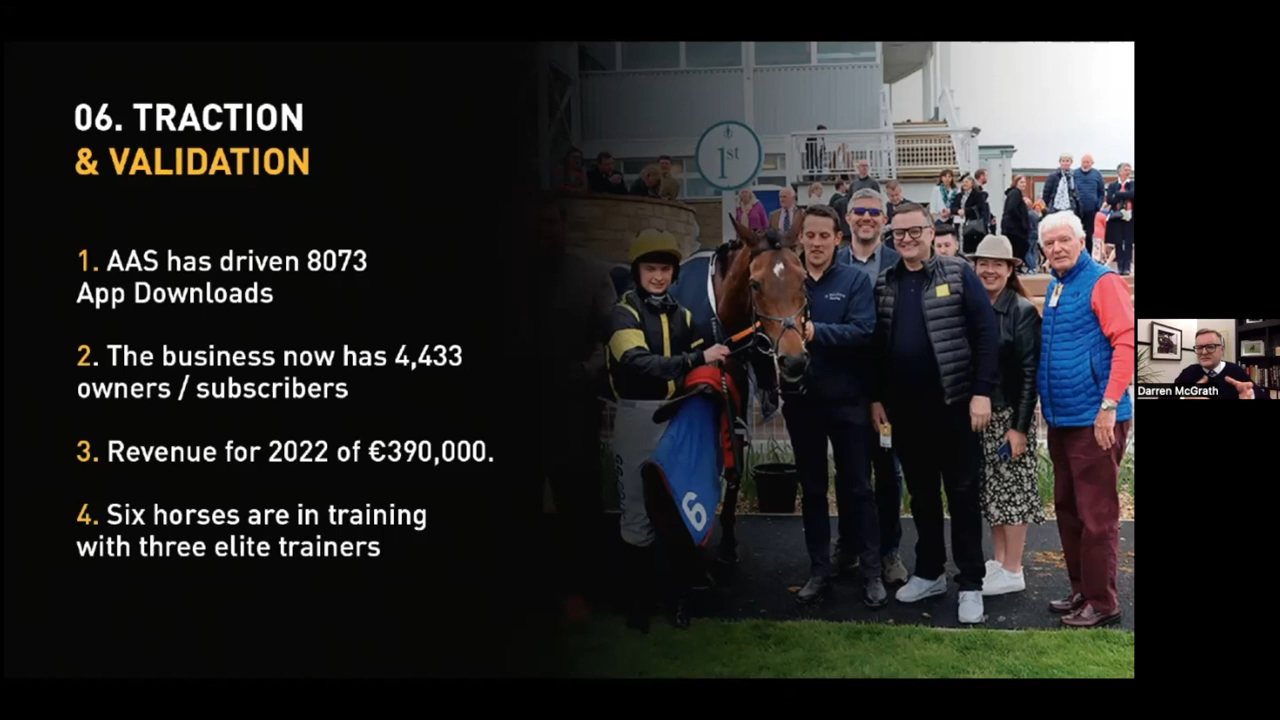 06. TRACTION
& VALIDATION
1. AAS has driven 8073
App Downloads
2. The business now has 4,433
owners / subscribers
3. Revenue for 2022 of €390,000.
4. Six horses are in training
with three elite trainers
1st
6
Darren McGrath